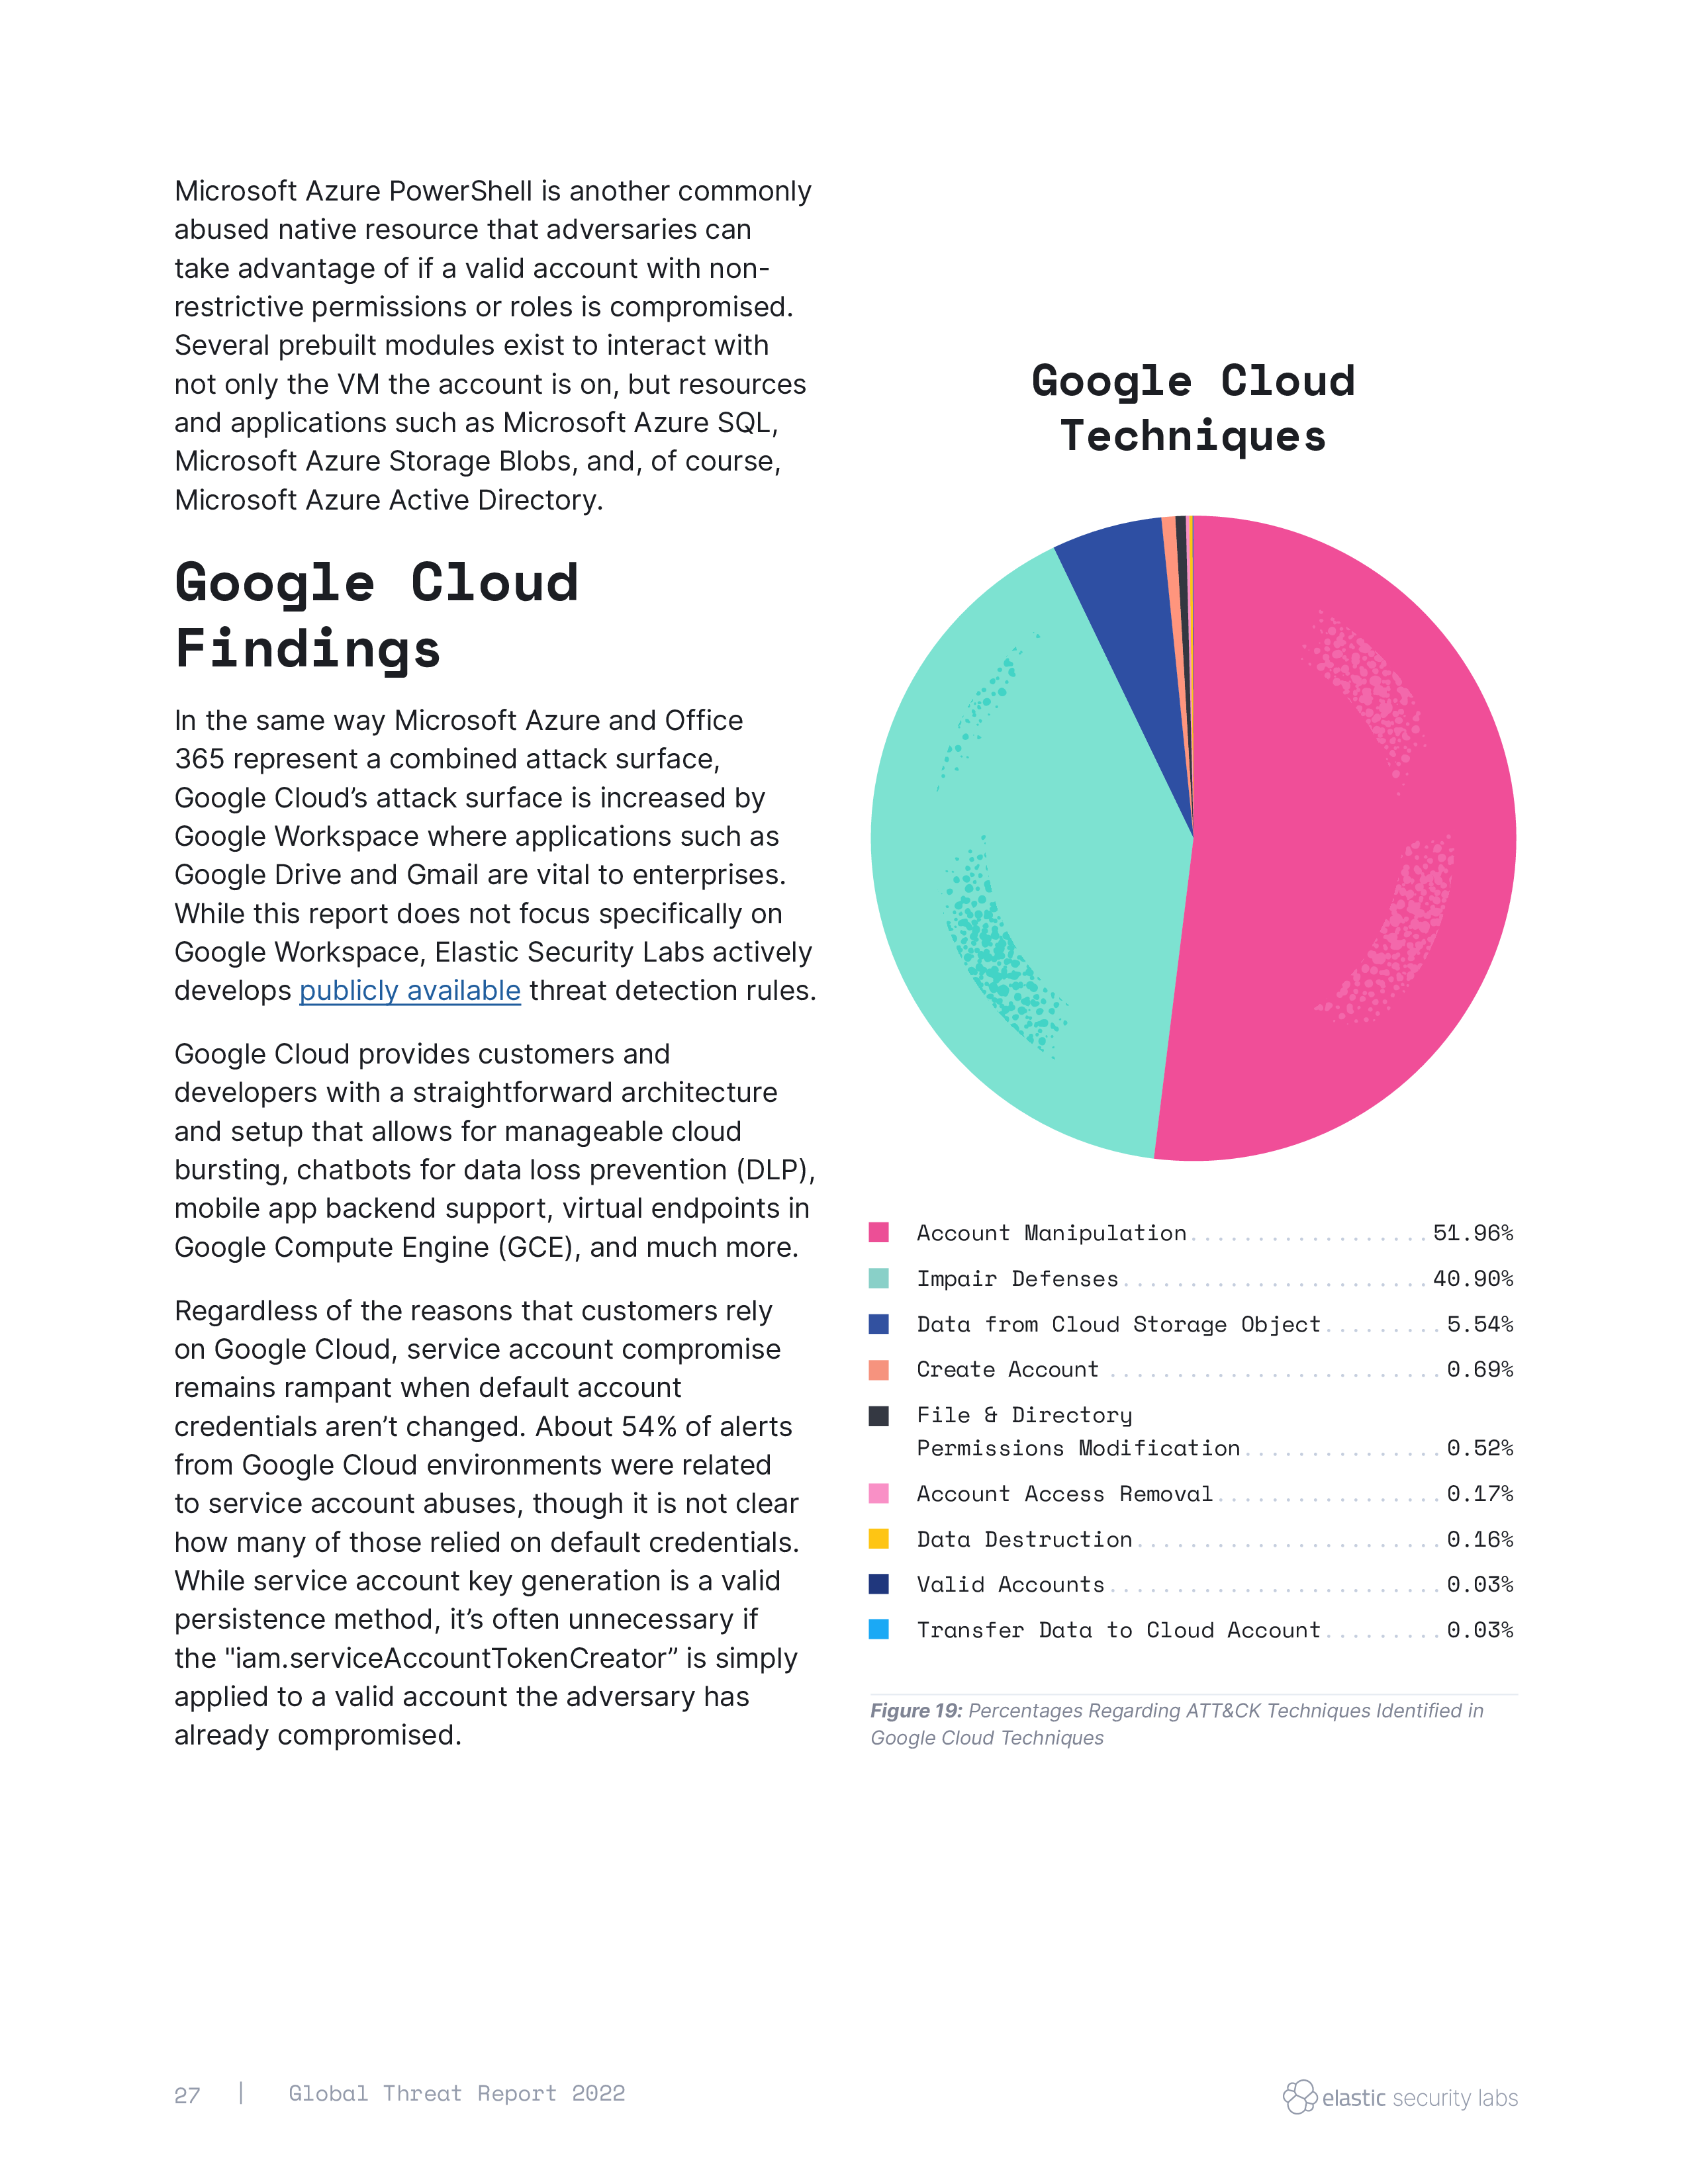 Microsoft Azure PowerShell is another commonly
abused native resource that adversaries can
take advantage of if a valid account with non-
restrictive permissions or roles is compromised.
Several prebuilt modules exist to interact with
not only the VM the account is on, but resources
and applications such as Microsoft Azure SQL,
Microsoft Azure Storage Blobs, and, of course,
Microsoft Azure Active Directory.
Google Cloud
Findings
In the same way Microsoft Azure and Office
365 represent a combined attack surface,
Google Cloud’s attack surface is increased by
Google Workspace where applications such as
Google Drive and Gmail are vital to enterprises.
While this report does not focus specifically on
Google Workspace, Elastic Security Labs actively
develops publicly available threat detection rules.
Google Cloud provides customers and
developers with a straightforward architecture
and setup that allows for manageable cloud
bursting, chatbots for data loss prevention (DLP),
mobile app backend support, virtual endpoints in
Google Compute Engine (GCE), and much more.
Regardless of the reasons that customers rely
on Google Cloud, service account compromise
remains rampant when default account
credentials aren’t changed. About 54% of alerts
from Google Cloud environments were related
to service account abuses, though it is not clear
how many of those relied on default credentials.
While service account key generation is a valid
persistence method, it’s often unnecessary if
the "iam.serviceAccountTokenCreator” is simply
applied to a valid account the adversary has
already compromised.
Google Cloud
Techniques
Account Manipulation 51.96%
Impair Defenses 40.90%
Data from Cloud Storage Object 5.54%
Create Account 0.69%
File & Directory
Permissions Modification 0.52%
Account Access Removal 0.17%
Data Destruction 0.16%
Valid Accounts 0.03%
Transfer Data to Cloud Account 0.03%
Figure 19: Percentages Regarding ATT&CK Techniques Identified in
Google Cloud Techniques
27 | Global Threat Report 2022
elastic security labs